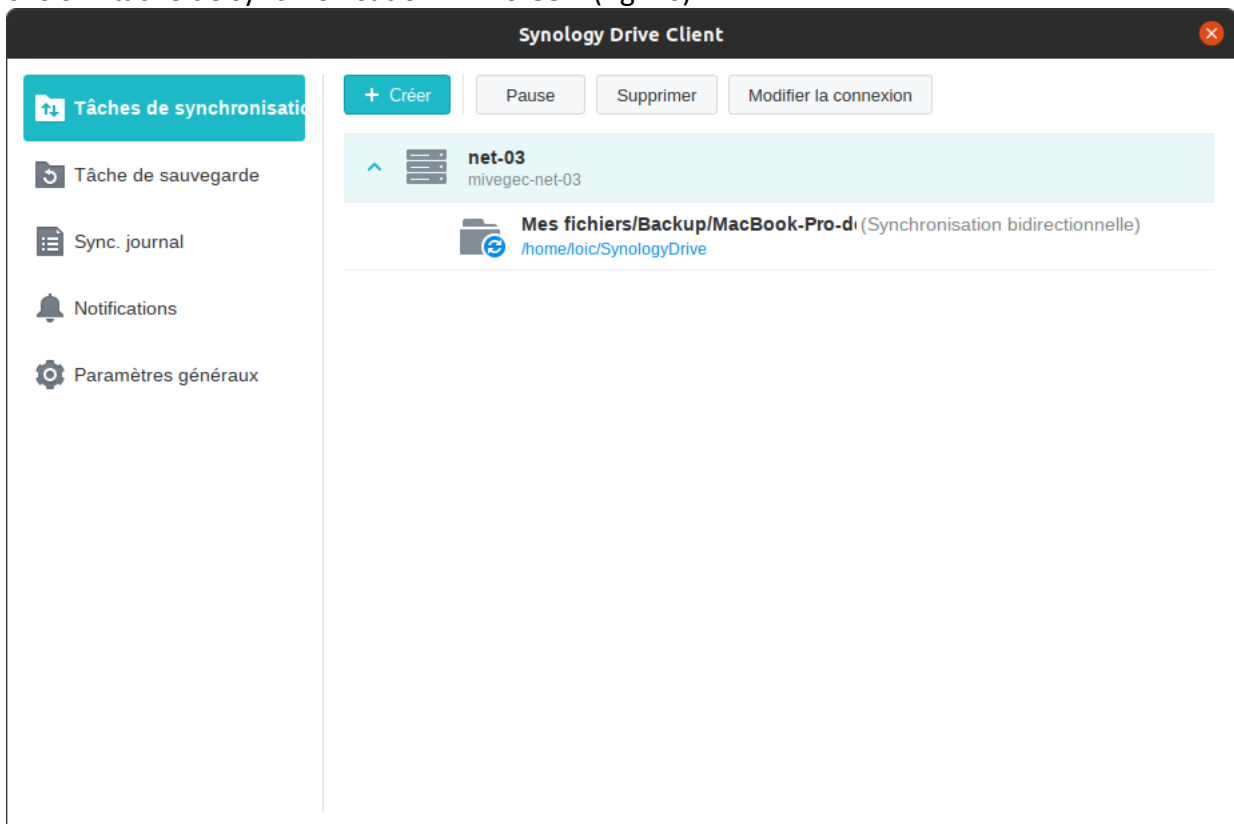 Synology Drive Client
Tâches de synchronisatio
Tâche de sauvegarde
Sync. journal
Notifications
Paramètres généraux
+ Créer
Pause
Supprimer
Modifier la connexion
net-03
mivegec-net-03
Mes fichiers/Backup/MacBook-Pro-d (Synchronisation bidirectionnelle)
/home/loic/SynologyDrive